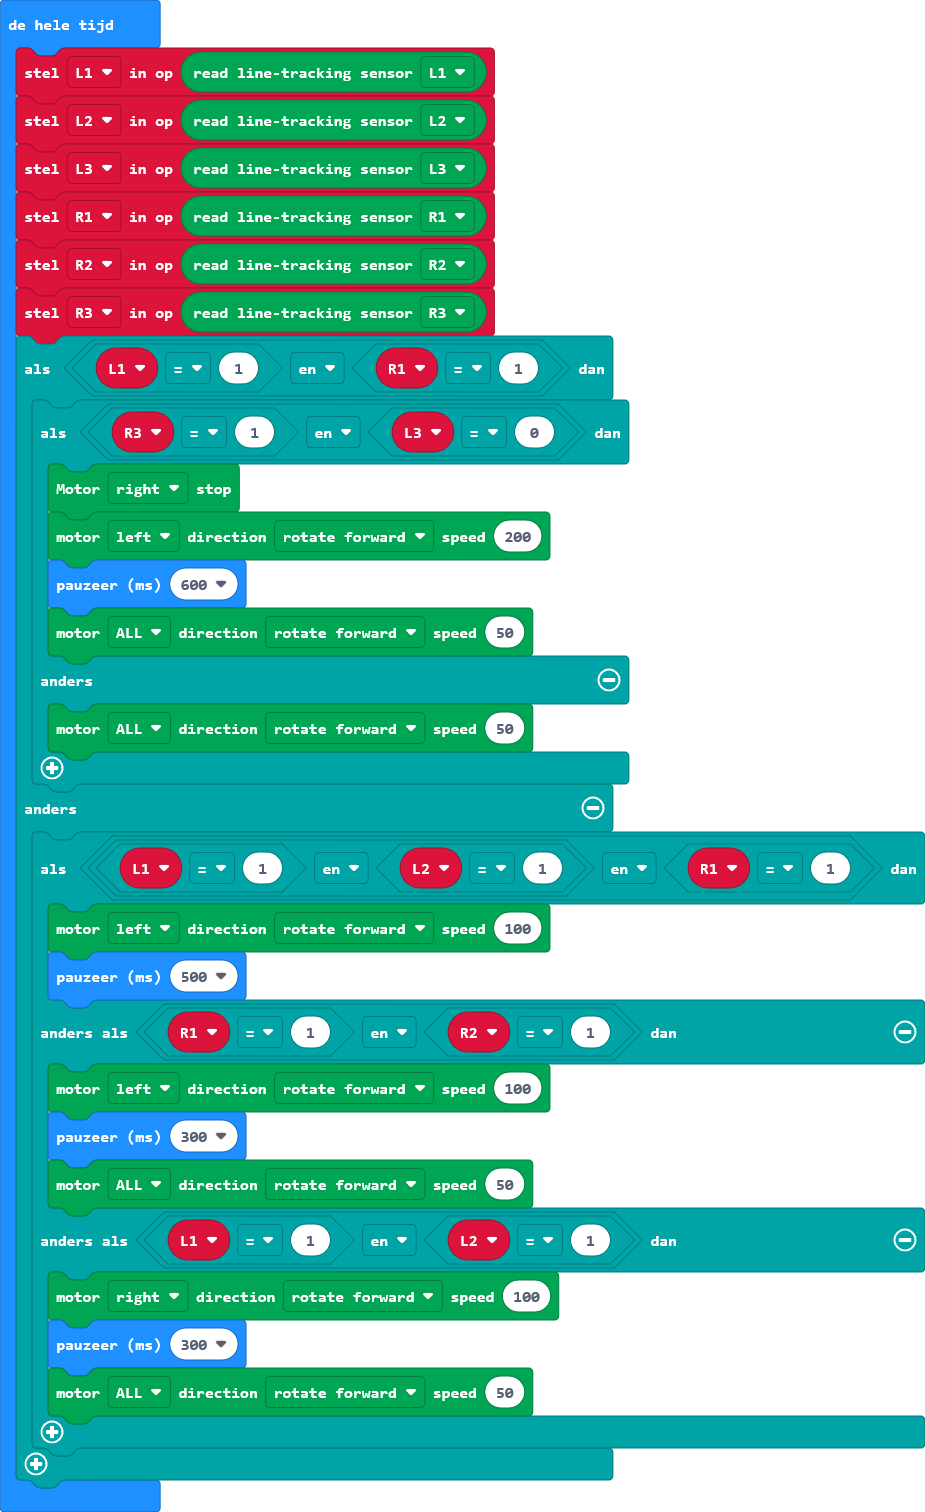 de hele tijd
stel L1 in op read line-tracking sensor L1
stel L2 in op read line-tracking sensor L2
stel L3 in op read line-tracking sensor L3
stel R1 in op read line-tracking sensor R1
stel R2 in op read line-tracking sensor R2
stel R3 in op read line-tracking sensor R3
als L1 = 1 en R1 = 1 dan
als R3 = 1 en L3 = 0 dan
Motor right stop
motor left direction rotate forward speed 200
pauzeer (ms) 600
motor ALL direction rotate forward speed 50
anders
motor ALL direction rotate forward speed 50
anders
als L1 = 1 en L2 = 1 en R1 = 1 dan
motor left direction rotate forward speed 100
pauzeer (ms) 500
anders als R1 = 1 en R2 = 1 dan
motor left direction rotate forward speed 100
pauzeer (ms) 300
motor ALL direction rotate forward speed 50
anders als L1 = 1 en L2 = 1 dan
motor right direction rotate forward speed 100
pauzeer (ms) 300
motor ALL direction rotate forward speed 50